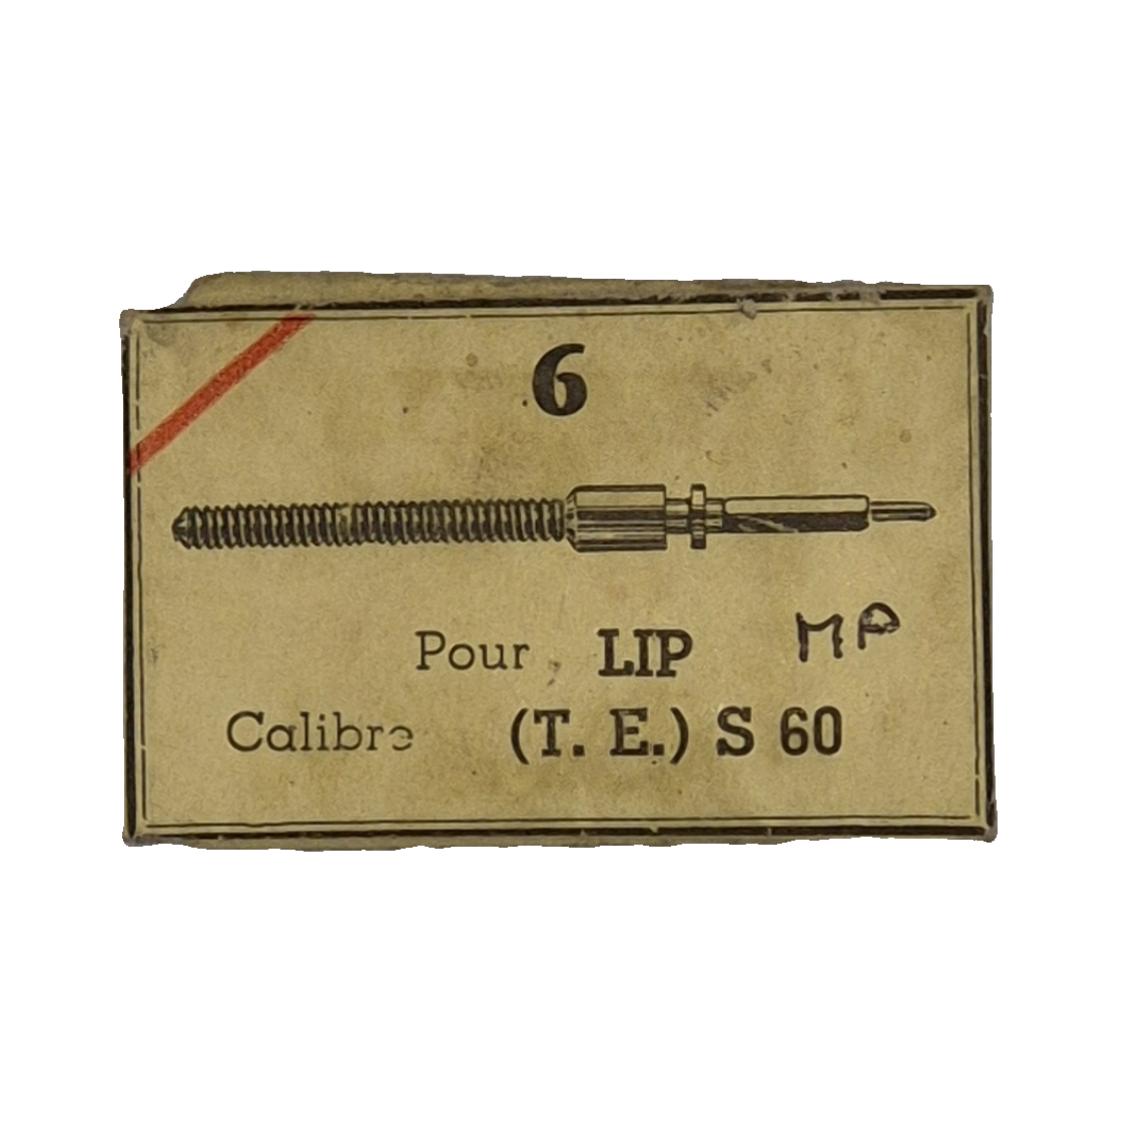 6
Pour LIP MP
Calibre (T. E.) S 60